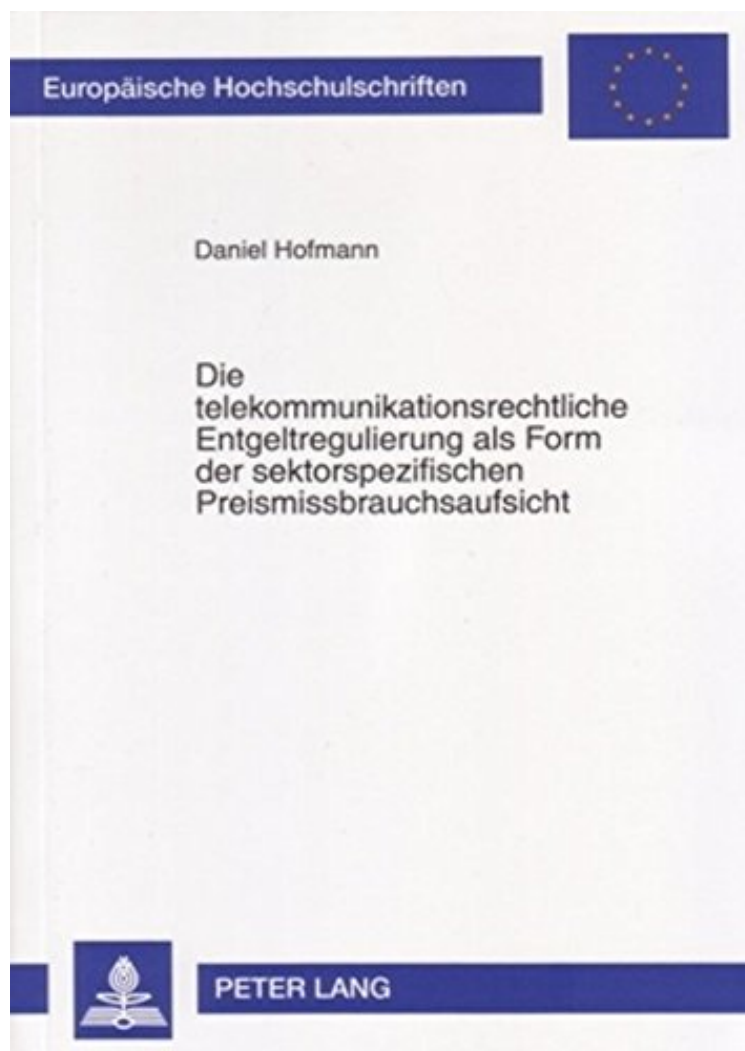 Europäische Hochschulschriften
Daniel Hofmann
Die
telekommunikationsrechtliche
Entgeltregulierung als Form
der sektorspezifischen
Preismissbrauchsaufsicht
PETER LANG